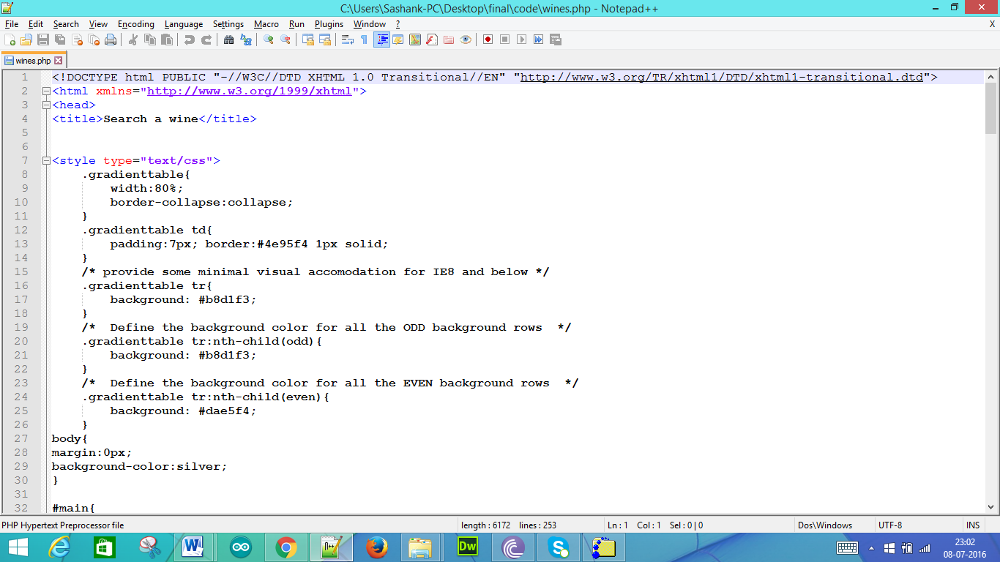 C:\Users\Sashank-PC\Desktop\final\code\wines.php - Notepad++
File Edit Search View Encoding Language Settings Macro Run Plugins Window ? X
wines.php
1 <!DOCTYPE html PUBLIC "-//W3C//DTD XHTML 1.0 Transitional//EN" "http://www.w3.org/TR/xhtml1/DTD/xhtml1-transitional.dtd">
2 <html xmlns="http://www.w3.org/1999/xhtml">
3 <head>
4 <title>Search a wine</title>
5
6
7 <style type="text/css">
8 .gradienttable{
9 width:80%;
10 border-collapse:collapse;
11 }
12 .gradienttable td{
13 padding:7px; border:#4e95f4 1px solid;
14 }
15 /* provide some minimal visual accomodation for IE8 and below */
16 .gradienttable tr{
17 background: #b8d1f3;
18 }
19 /*  Define the background color for all the ODD background rows  */
20 .gradienttable tr:nth-child(odd){
21 background: #b8d1f3;
22 }
23 /*  Define the background color for all the EVEN background rows  */
24 .gradienttable tr:nth-child(even){
25 background: #dae5f4;
26 }
27 body{
28 margin:0px;
29 background-color:silver;
30 }
31
32 #main{
PHP Hypertext Preprocessor file length : 6172 lines : 253 Ln : 1 Col : 1 Sel : 0 | 0 Dos\Windows UTF-8 INS
Dw
23:02
08-07-2016